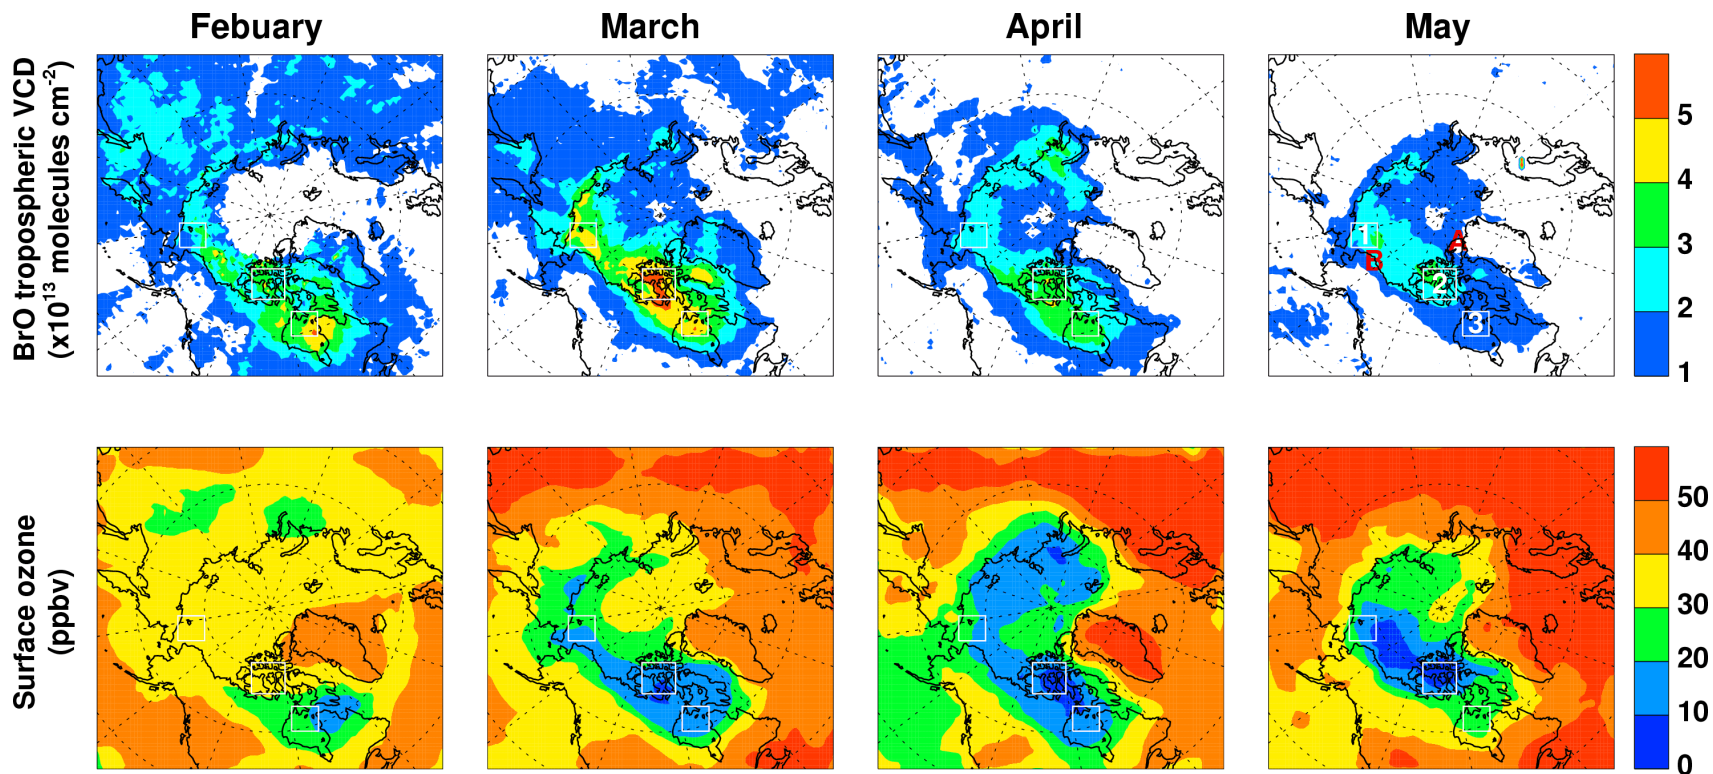 Febuary
March
April
May
BrO tropospheric VCD
(x10¹³ molecules cm⁻²)
5
4
3
2
1
1
A
B
2
3
Surface ozone
(ppbv)
50
40
30
20
10
0